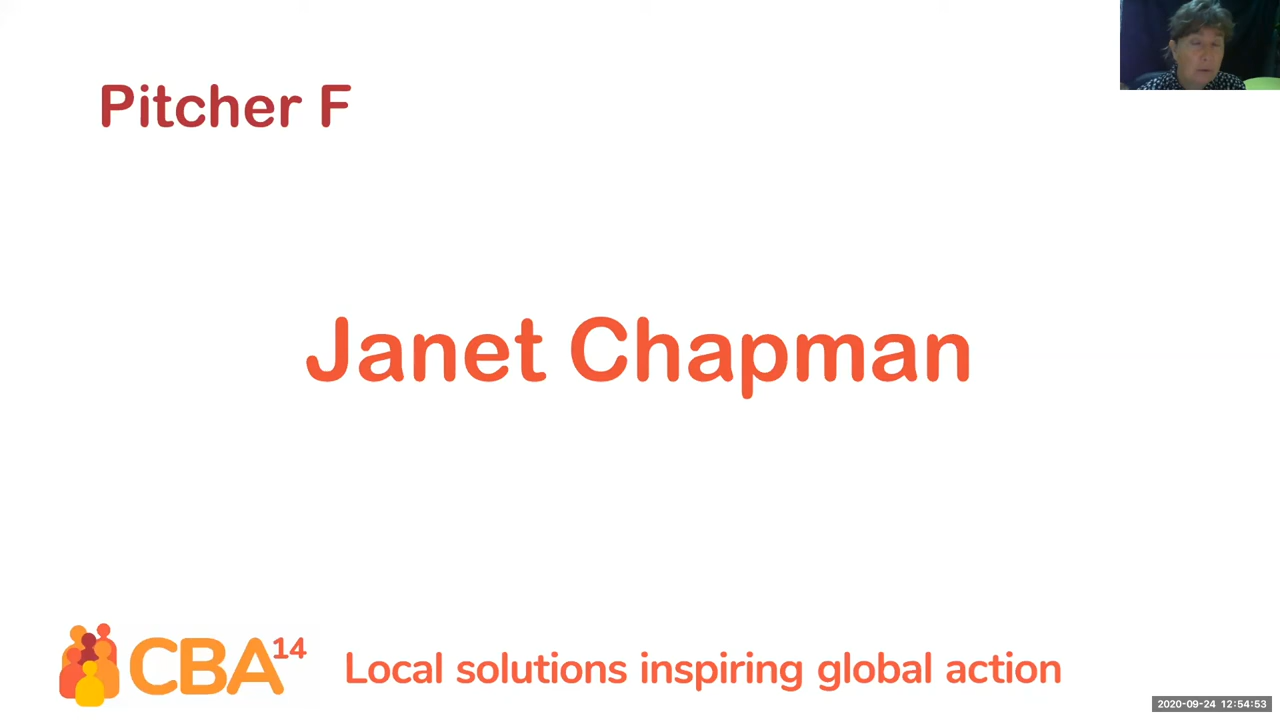 Pitcher F
Janet Chapman
CBA14
Local solutions inspiring global action
2020-09-24 12:54:53